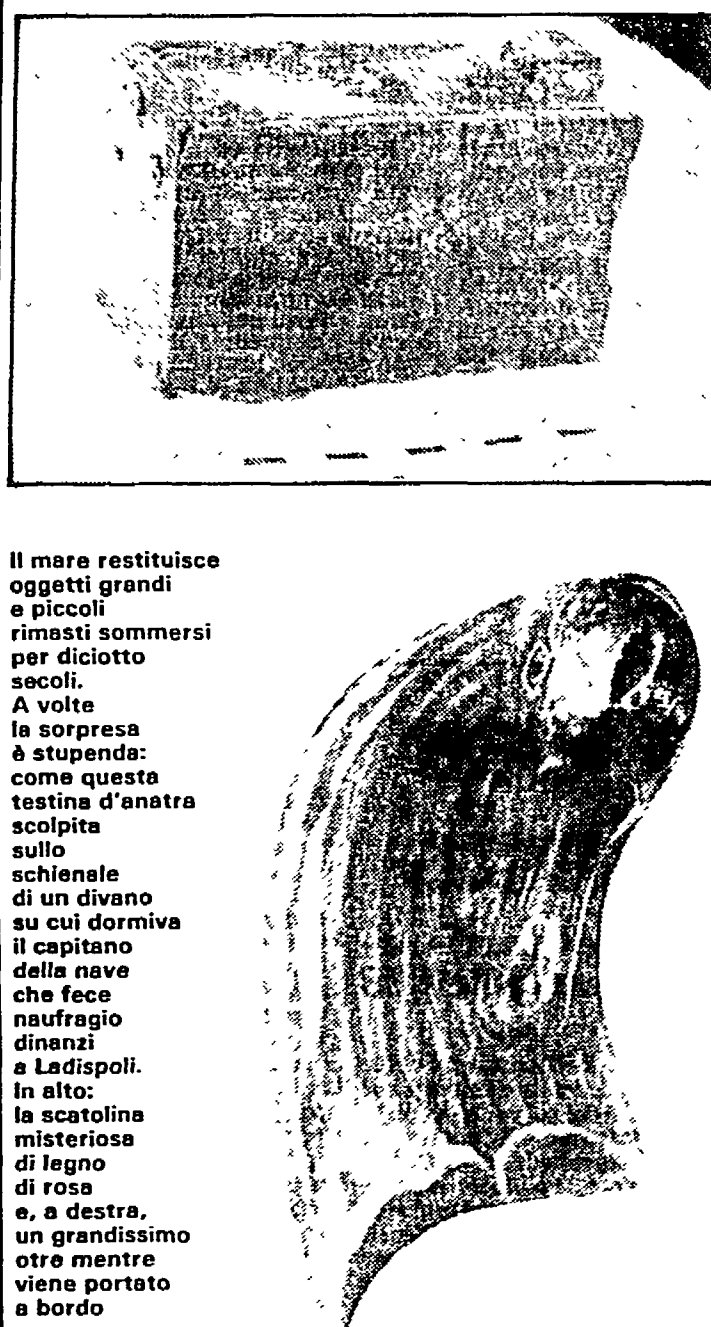 Il mare restituisce
oggetti grandi
e piccoli
rimasti sommersi
per diciotto
secoli.
A volte
la sorpresa
è stupenda:
come questa
testina d'anatra
scolpita
sullo
schienale
di un divano
su cui dormiva
il capitano
della nave
che fece
naufragio
dinanzi
a Ladispoli.
In alto:
la scatolina
misteriosa
di legno
di rosa
e, a destra,
un grandissimo
otre mentre
viene portato
a bordo